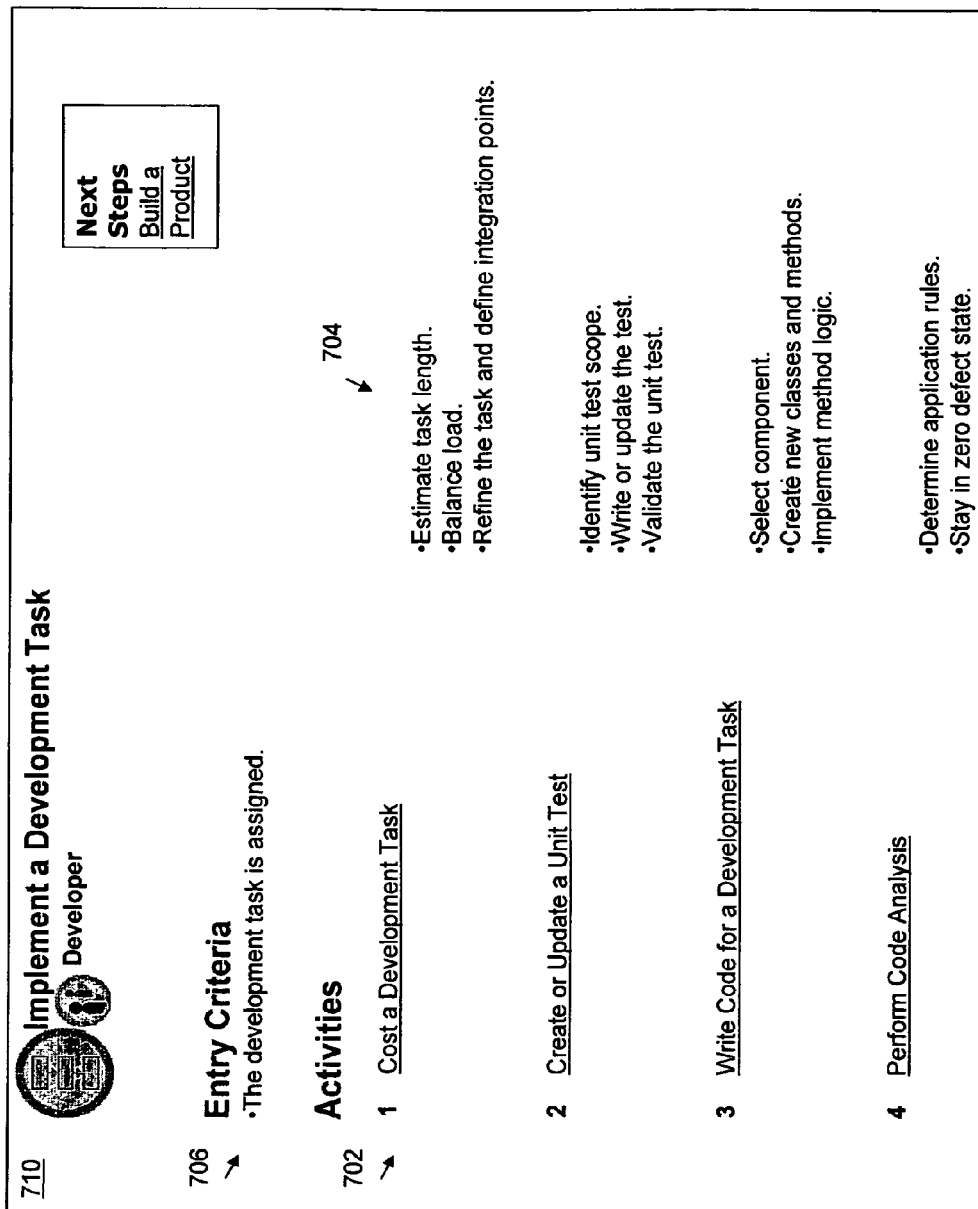 710
Implement a Development Task
Developer
Next
Steps
Build a
Product
706
Entry Criteria
•The development task is assigned.
702
Activities
704
1 Cost a Development Task
•Estimate task length.
•Balance load.
•Refine the task and define integration points.
2 Create or Update a Unit Test
•Identify unit test scope.
•Write or update the test.
•Validate the unit test.
3 Write Code for a Development Task
•Select component.
•Create new classes and methods.
•Implement method logic.
4 Perform Code Analysis
•Determine application rules.
•Stay in zero defect state.